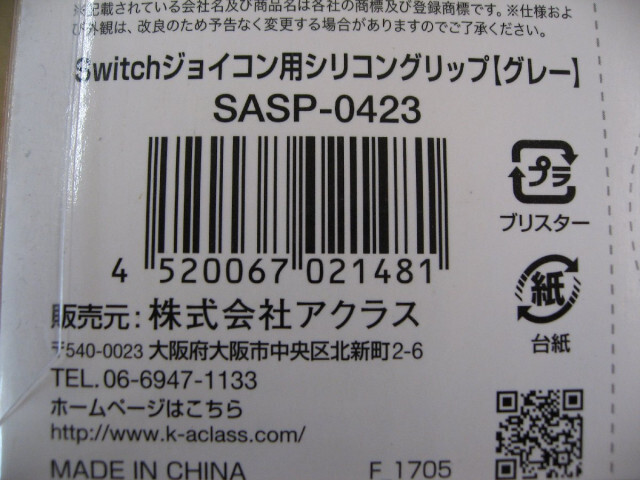 ※記載されている会社名及び商品名は各社の商標及び登録商標です。※仕様およ
び外観は、改良のため予告なく変更する場合がありますのでご了承ください。
Switchジョイコン用シリコングリップ【グレー】
SASP-0423
4 520067 021481
プラ
ブリスター
紙
台紙
販売元: 株式会社アクラス
〒540-0023 大阪府大阪市中央区北新町2-6
TEL. 06-6947-1133
ホームページはこちら
http://www.k-aclass.com/
MADE IN CHINA F 1705